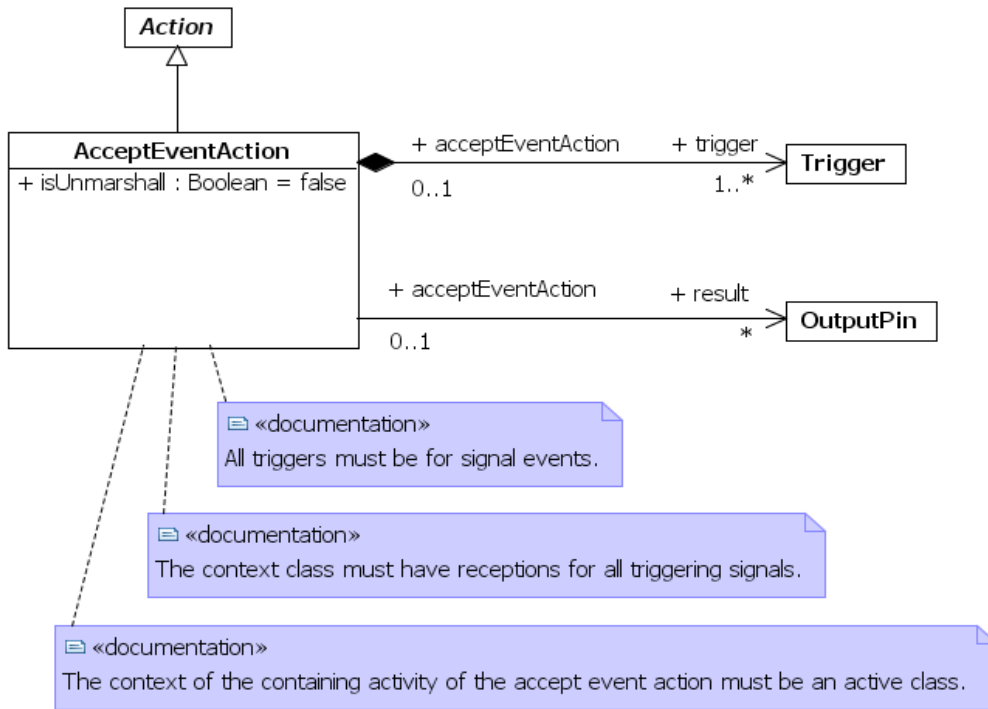 Action
AcceptEventAction
+ isUnmarshall : Boolean = false
+ acceptEventAction
+ trigger
0..1
1..*
Trigger
+ acceptEventAction
+ result
0..1
*
OutputPin
«documentation»
All triggers must be for signal events.
«documentation»
The context class must have receptions for all triggering signals.
«documentation»
The context of the containing activity of the accept event action must be an active class.